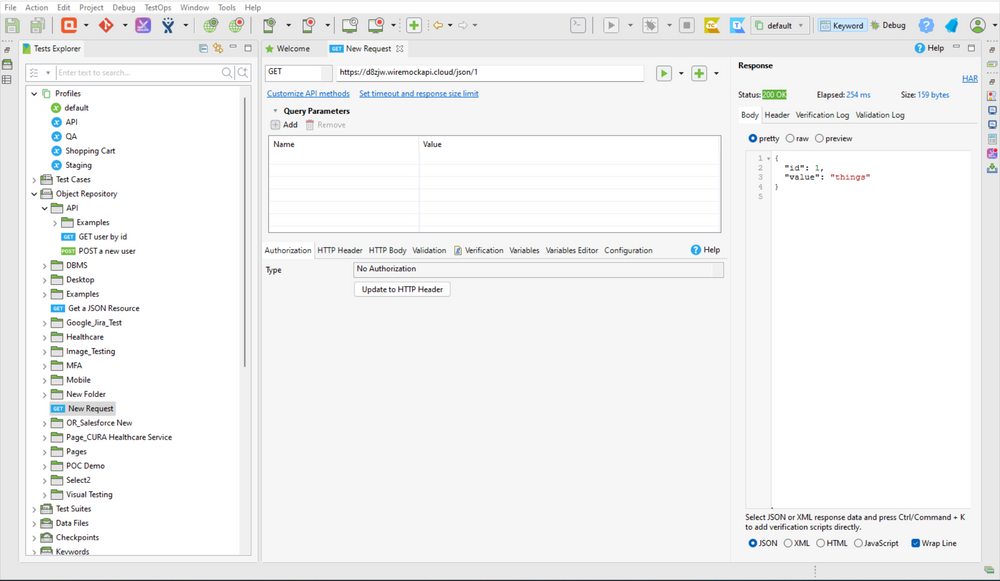 File Action Edit Project Debug TestOps Window Tools Help
TC
T
default
Keyword
Debug
Tests Explorer
Enter text to search...
Profiles
default
API
QA
Shopping Cart
Staging
Test Cases
Object Repository
API
Examples
GET GET user by id
POST POST a new user
DBMS
Desktop
Examples
GET Get a JSON Resource
Google_Jira_Test
Healthcare
Image_Testing
MFA
Mobile
New Folder
GET New Request
OR_Salesforce New
Page_CURA Healthcare Service
Pages
POC Demo
Select2
Visual Testing
Test Suites
Data Files
Checkpoints
Keywords
Welcome
GET New Request
Help
GET
https://d8zjw.wiremockapi.cloud/json/1
Customize API methods Set timeout and response size limit
Query Parameters
Add Remove
Name Value
Authorization HTTP Header HTTP Body Validation Verification Variables Variables Editor Configuration Help
Type No Authorization
Update to HTTP Header
Response
HAR
Status: 200 OK Elapsed: 254 ms Size: 159 bytes
Body Header Verification Log Validation Log
pretty raw preview
1 {
2 "id": 1,
3 "value": "things"
4 }
5
Select JSON or XML response data and press Ctrl/Command + K
to add verification scripts directly.
JSON XML HTML JavaScript Wrap Line